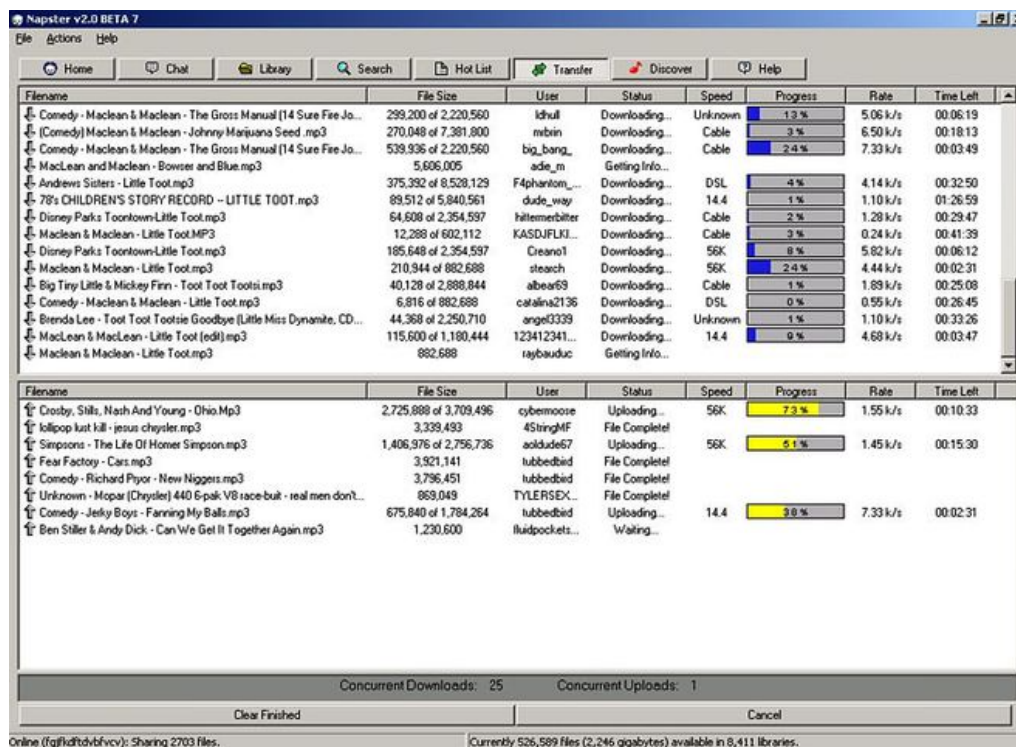 Napster v2.0 BETA 7
File Actions Help
Home Chat Library Search Hot List Transfer Discover Help
Filename File Size User Status Speed Progress Rate Time Left
Comedy - Maclean & Maclean - The Gross Manual (14 Sure Fire Jo... 299,200 of 2,220,560 ldhull Downloading... Unknown 13% 5.06 k/s 00:06:19
(Comedy) Maclean & Maclean - Johnny Marijuana Seed .mp3 270,048 of 7,381,800 mrbrin Downloading... Cable 3% 6.50 k/s 00:18:13
Comedy - Maclean & Maclean - The Gross Manual (14 Sure Fire Jo... 539,936 of 2,220,560 big_bang_ Downloading... Cable 24% 7.33 k/s 00:03:49
MacLean and Maclean - Bowser and Blue.mp3 5,606,005 adie_m Getting Info...
Andrews Sisters - Little Toot.mp3 375,392 of 8,528,129 F4phantom_... Downloading... DSL 4% 4.14 k/s 00:32:50
78's CHILDREN'S STORY RECORD -- LITTLE TOOT.mp3 89,512 of 5,840,561 dude_way Downloading... 14.4 1% 1.10 k/s 01:26:59
Disney Parks Toontown-Little Toot.mp3 64,608 of 2,354,597 hittermerbitter Downloading... Cable 2% 1.28 k/s 00:29:47
Maclean & Maclean - Little Toot.MP3 12,288 of 602,112 KASDJFLKI... Downloading... Cable 3% 0.24 k/s 00:41:39
Disney Parks Toontown-Little Toot.mp3 185,648 of 2,354,597 Creano1 Downloading... 56K 8% 5.82 k/s 00:06:12
Maclean & Maclean - Little Toot.mp3 210,944 of 882,688 stearch Downloading... 56K 24% 4.44 k/s 00:02:31
Big Tiny Little & Mickey Finn - Toot Toot Tootsi.mp3 40,128 of 2,888,844 albear69 Downloading... Cable 1% 1.89 k/s 00:25:08
Comedy - Maclean & Maclean - Little Toot.mp3 6,816 of 882,688 catalina2136 Downloading... DSL 0% 0.55 k/s 00:26:45
Brenda Lee - Toot Toot Tootsie Goodbye (Little Miss Dynamite, CD... 44,368 of 2,250,710 angel3339 Downloading... Unknown 1% 1.10 k/s 00:33:26
MacLean & MacLean - Little Toot (edit).mp3 115,600 of 1,180,444 123412341... Downloading... 14.4 9% 4.68 k/s 00:03:47
Maclean & Maclean - Little Toot.mp3 882,688 raybauduc Getting Info...
Filename File Size User Status Speed Progress Rate Time Left
Crosby, Stills, Nash And Young - Ohio.Mp3 2,725,888 of 3,709,496 cybermoose Uploading... 56K 73% 1.55 k/s 00:10:33
lollipop lust kill - jesus chrysler.mp3 3,339,493 4StringMF File Complete!
Simpsons - The Life Of Homer Simpson.mp3 1,406,976 of 2,756,736 aoldude67 Uploading... 56K 51% 1.45 k/s 00:15:30
Fear Factory - Cars.mp3 3,921,141 tubbedbird File Complete!
Comedy - Richard Pryor - New Niggers.mp3 3,796,451 tubbedbird File Complete!
Unknown - Mopar (Chrysler) 440 6-pak V8 race-buit - real men don't... 869,049 TYLERSEX... File Complete!
Comedy - Jerky Boys - Fanning My Balls.mp3 675,840 of 1,784,264 tubbedbird Uploading... 14.4 38% 7.33 k/s 00:02:31
Ben Stiller & Andy Dick - Can We Get It Together Again.mp3 1,230,600 fluidpockets... Waiting...
Concurrent Downloads: 25 Concurrent Uploads: 1
Clear Finished Cancel
Online (fgjfkdftdvbfvcv): Sharing 2703 files. Currently 526,589 files (2,246 gigabytes) available in 8,411 libraries.